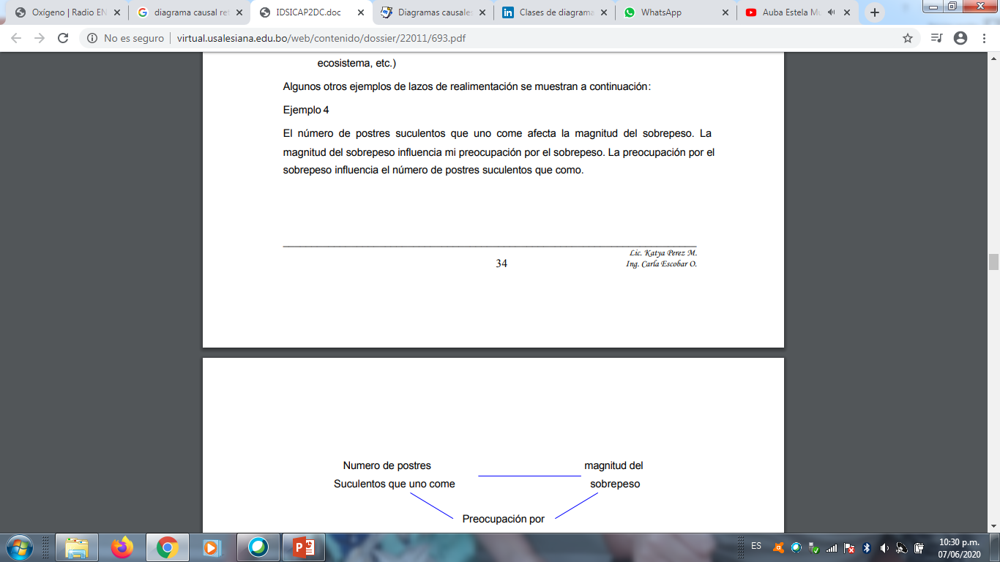 Oxígeno | Radio EN
diagrama causal ret
IDSICAP2DC.doc
Diagramas causales
Clases de diagrama
WhatsApp
Auba Estela Mu
No es seguro
virtual.usalesiana.edu.bo/web/contenido/dossier/22011/693.pdf
ecosistema, etc.)
Algunos otros ejemplos de lazos de realimentación se muestran a continuación:
Ejemplo 4
El número de postres suculentos que uno come afecta la magnitud del sobrepeso. La
magnitud del sobrepeso influencia mi preocupación por el sobrepeso. La preocupación por el
sobrepeso influencia el número de postres suculentos que como.
Lic. Katya Perez M.
34
Ing. Carla Escobar O.
Numero de postres
magnitud del
Suculentos que uno come
sobrepeso
Preocupación por
ES
10:30 p.m.
07/06/2020